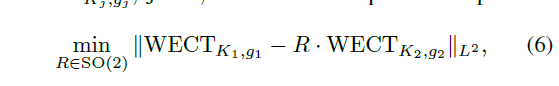 min ‖WECT_{K_1,g_1} − R · WECT_{K_2,g_2}‖_{L^2}, (6)
R∈SO(2)